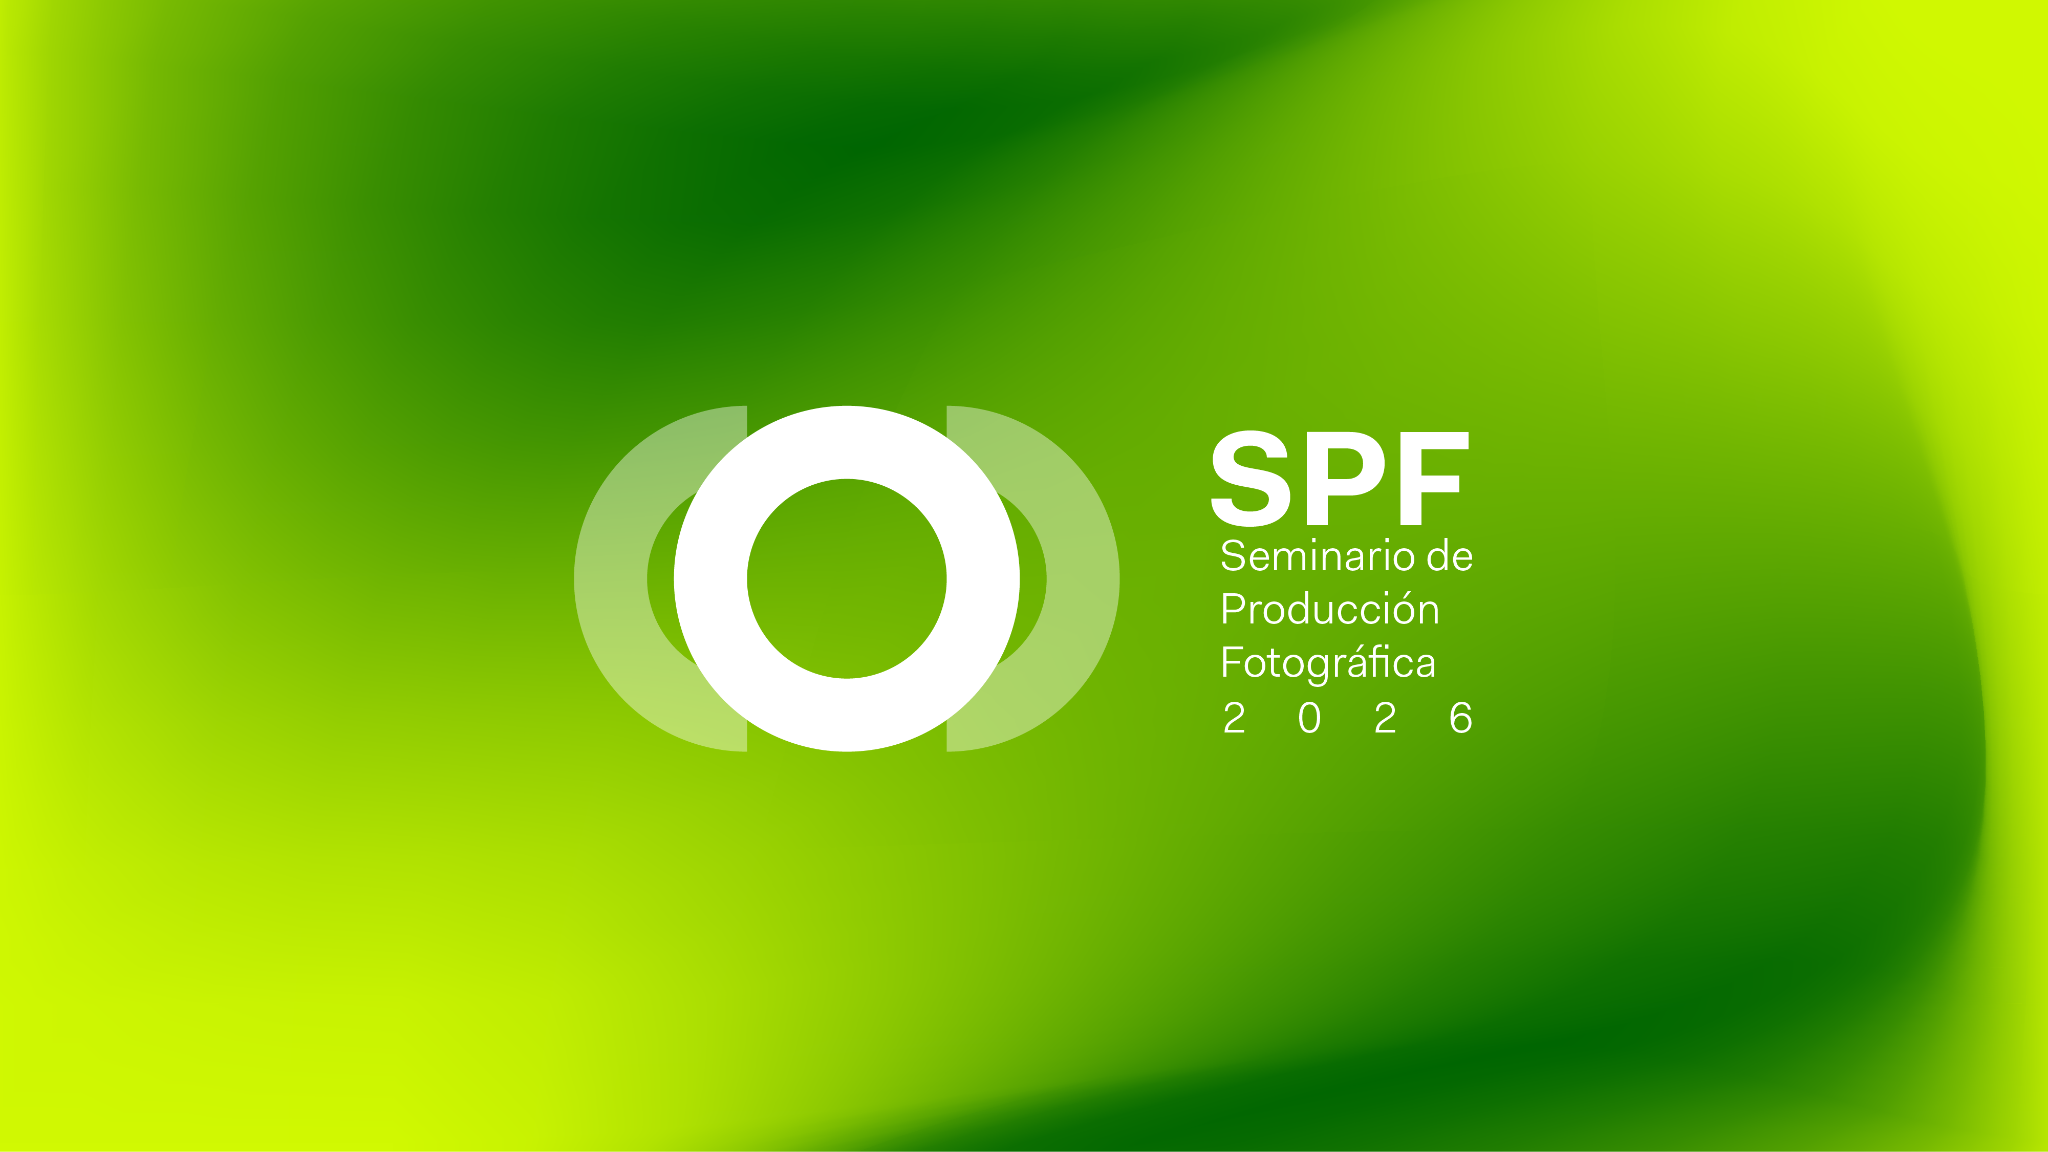 SPF
Seminario de
Producción
Fotográfica
2 0 2 6